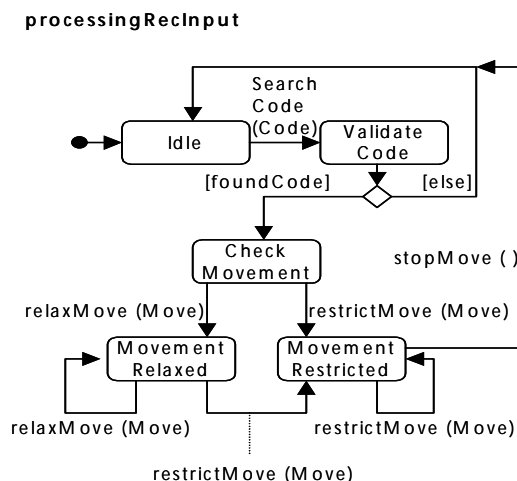 processingRecInput
Search
Code
(Code)
Idle
Validate
Code
[foundCode]
[else]
Check
Movement
stopMove ( )
relaxMove (Move)
restrictMove (Move)
Movement
Relaxed
Movement
Restricted
relaxMove (Move)
restrictMove (Move)
restrictMove (Move)